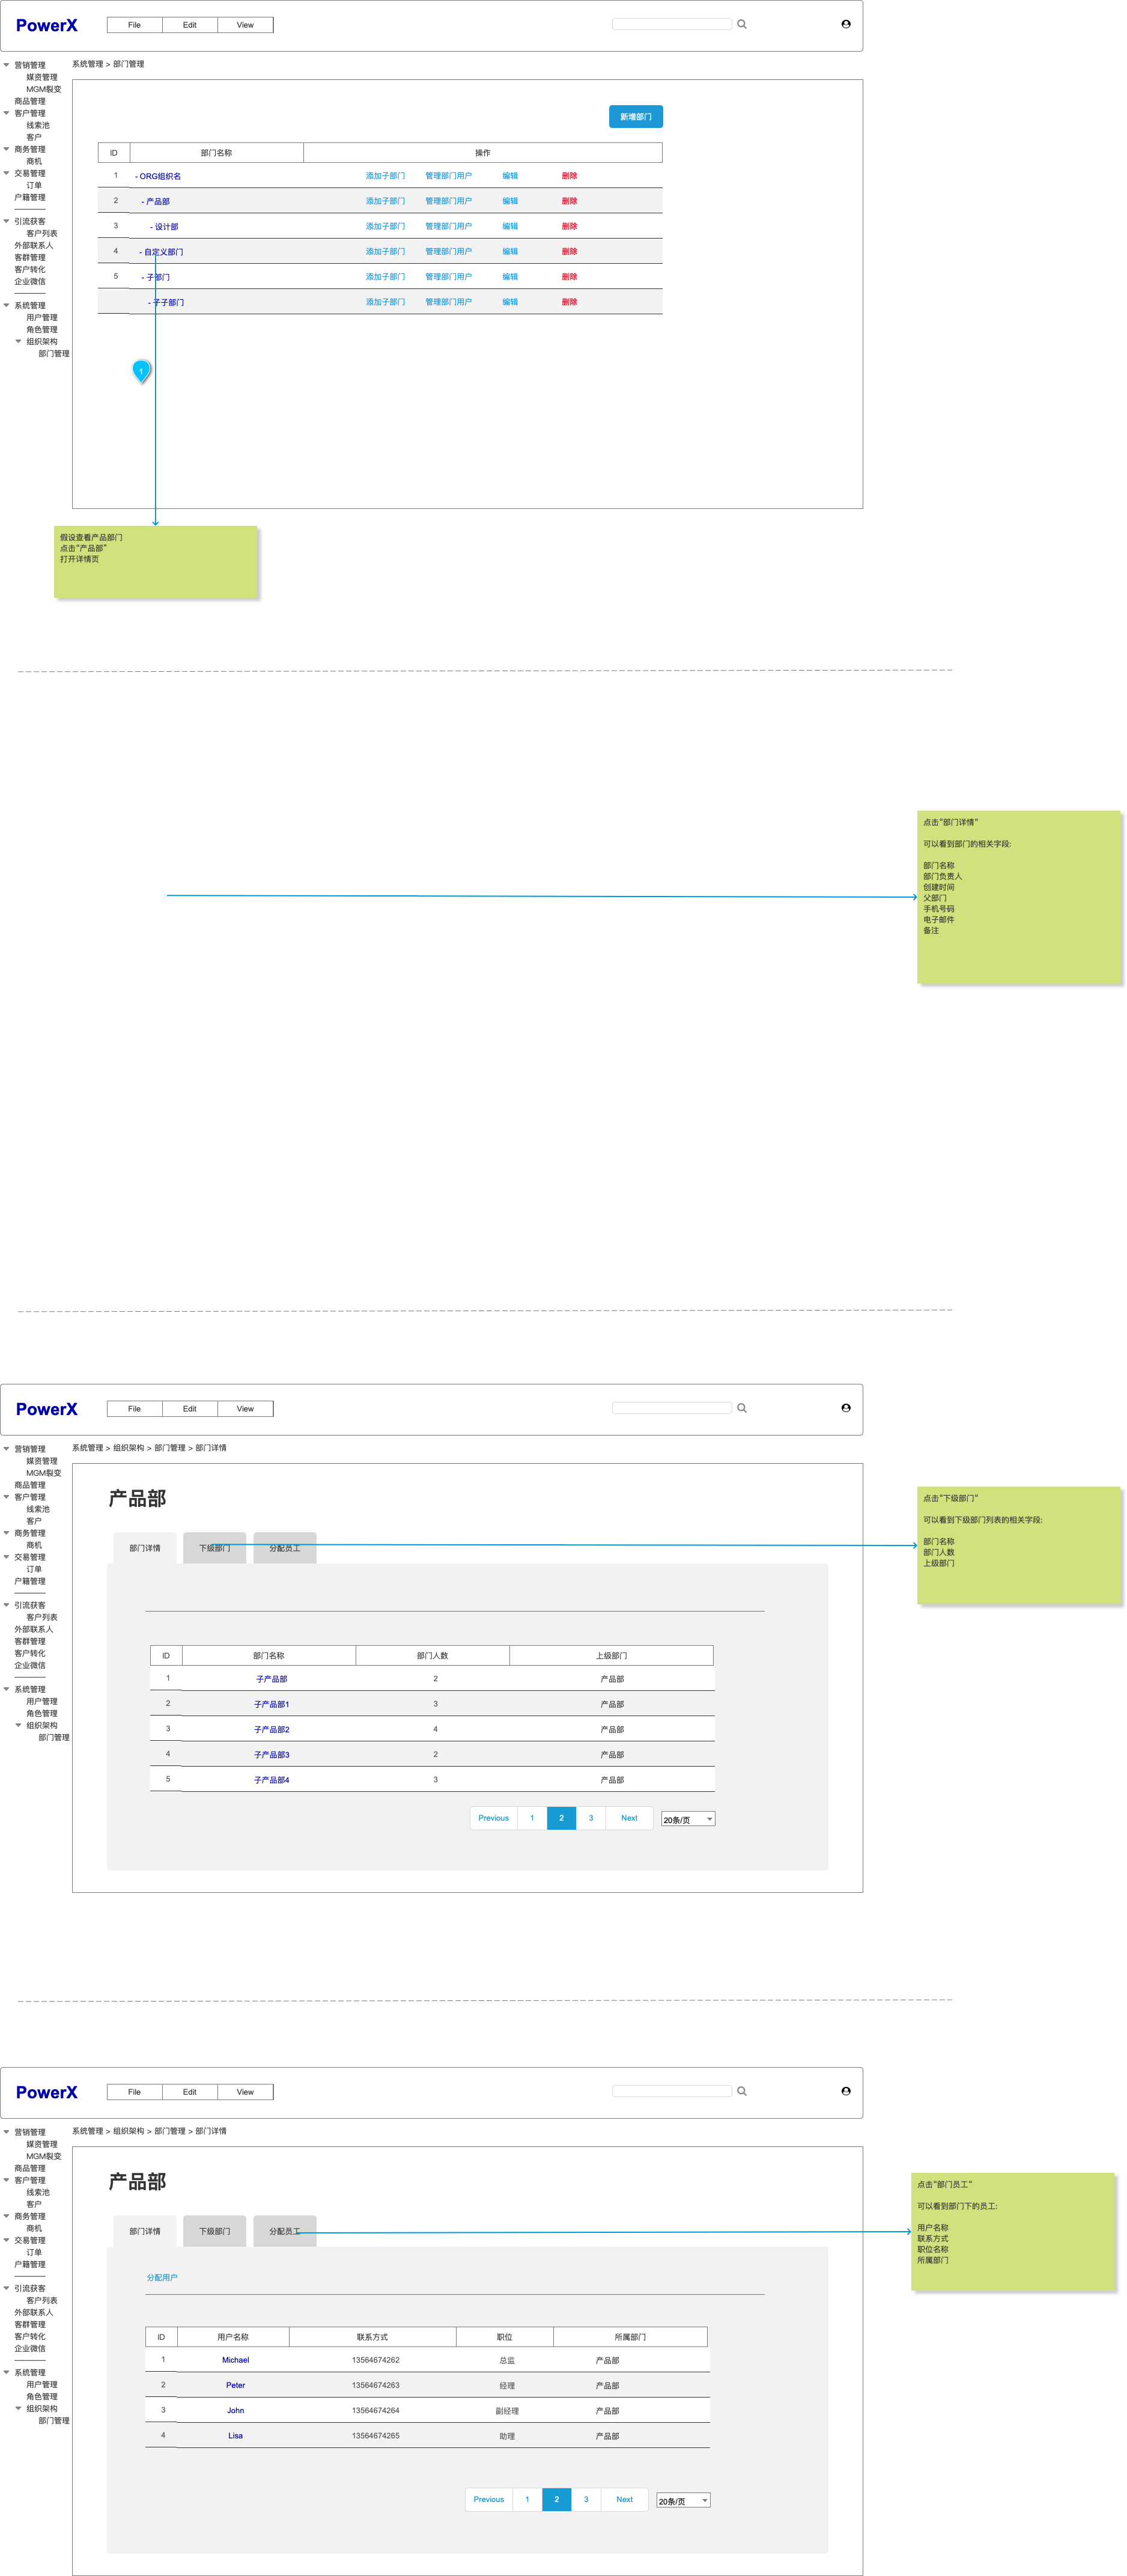 PowerX
File Edit View
系统管理 > 部门管理
营销管理
媒资管理
MGM裂变
商品管理
客户管理
线索池
客户
商务管理
商机
交易管理
订单
户籍管理
引流获客
客户列表
外部联系人
客群管理
客户转化
企业微信
系统管理
用户管理
角色管理
组织架构
部门管理
新增部门
ID 部门名称 操作
1 - ORG组织名 添加子部门 管理部门用户 编辑 删除
2 - 产品部 添加子部门 管理部门用户 编辑 删除
3 - 设计部 添加子部门 管理部门用户 编辑 删除
4 - 自定义部门 添加子部门 管理部门用户 编辑 删除
5 - 子部门 添加子部门 管理部门用户 编辑 删除
- 子子部门 添加子部门 管理部门用户 编辑 删除
1
假设查看产品部门
点击“产品部”
打开详情页
点击”部门详情“
可以看到部门的相关字段:
部门名称
部门负责人
创建时间
父部门
手机号码
电子邮件
备注
PowerX
File Edit View
系统管理 > 组织架构 > 部门管理 > 部门详情
营销管理
媒资管理
MGM裂变
商品管理
客户管理
线索池
客户
商务管理
商机
交易管理
订单
户籍管理
引流获客
客户列表
外部联系人
客群管理
客户转化
企业微信
系统管理
用户管理
角色管理
组织架构
部门管理
产品部
部门详情 下级部门 分配员工
ID 部门名称 部门人数 上级部门
1 子产品部 2 产品部
2 子产品部1 3 产品部
3 子产品部2 4 产品部
4 子产品部3 2 产品部
5 子产品部4 3 产品部
Previous 1 2 3 Next 20条/页
点击”下级部门“
可以看到下级部门列表的相关字段:
部门名称
部门人数
上级部门
PowerX
File Edit View
系统管理 > 组织架构 > 部门管理 > 部门详情
营销管理
媒资管理
MGM裂变
商品管理
客户管理
线索池
客户
商务管理
商机
交易管理
订单
户籍管理
引流获客
客户列表
外部联系人
客群管理
客户转化
企业微信
系统管理
用户管理
角色管理
组织架构
部门管理
产品部
部门详情 下级部门 分配员工
分配用户
ID 用户名称 联系方式 职位 所属部门
1 Michael 13564674262 总监 产品部
2 Peter 13564674263 经理 产品部
3 John 13564674264 副经理 产品部
4 Lisa 13564674265 助理 产品部
Previous 1 2 3 Next 20条/页
点击”部门员工“
可以看到部门下的员工:
用户名称
联系方式
职位名称
所属部门